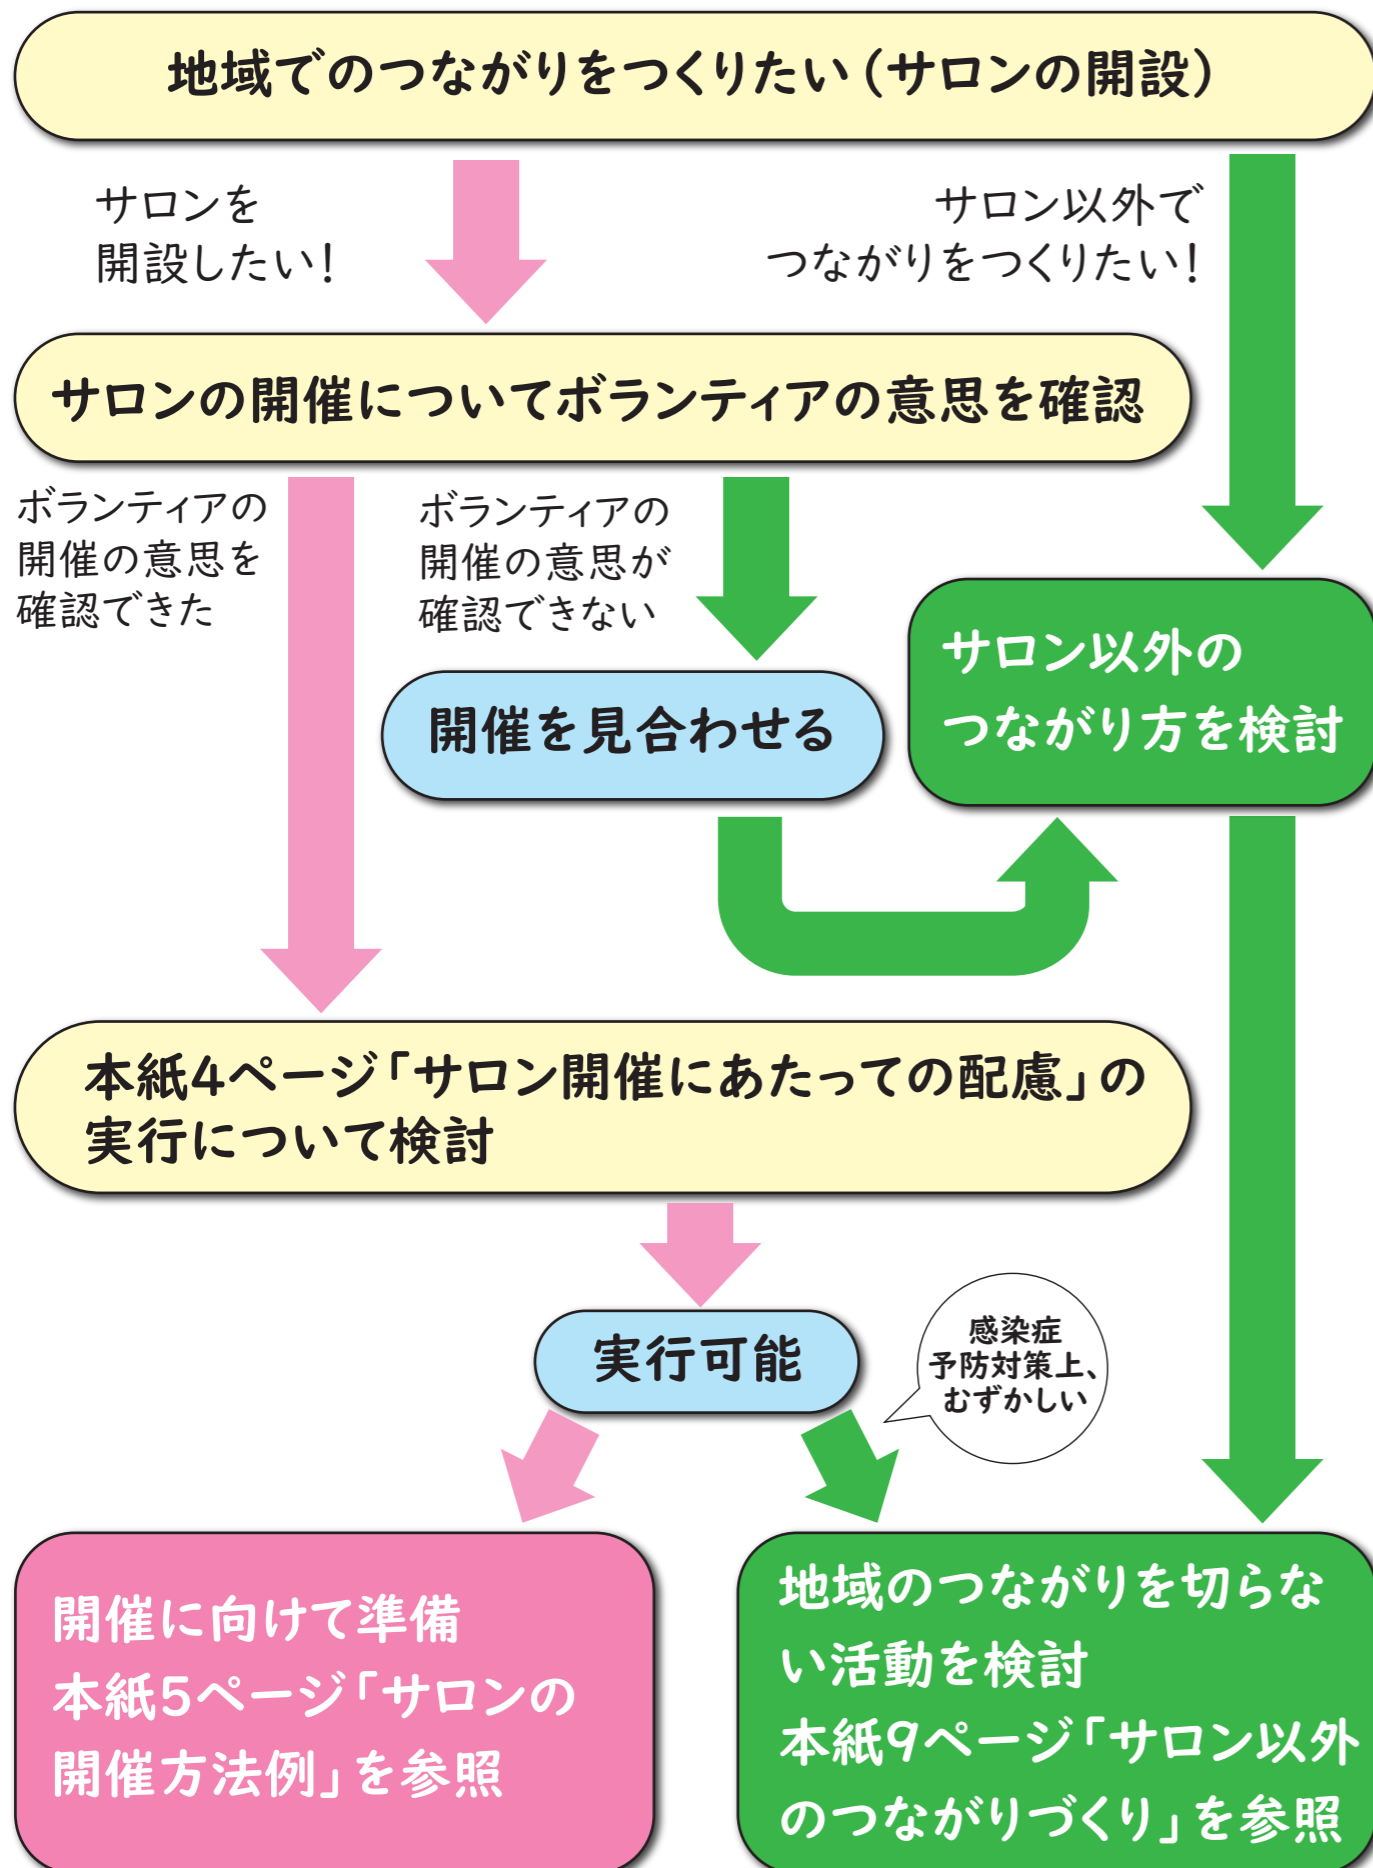 地域でのつながりをつくりたい（サロンの開設）
サロンを
開設したい！
サロン以外で
つながりをつくりたい！
サロンの開催についてボランティアの意思を確認
ボランティアの
開催の意思を
確認できた
ボランティアの
開催の意思が
確認できない
サロン以外の
つながり方を検討
開催を見合わせる
本紙4ページ「サロン開催にあたっての配慮」の
実行について検討
実行可能
感染症
予防対策上、
むずかしい
開催に向けて準備
本紙5ページ「サロンの
開催方法例」を参照
地域のつながりを切らな
い活動を検討
本紙9ページ「サロン以外
のつながりづくり」を参照